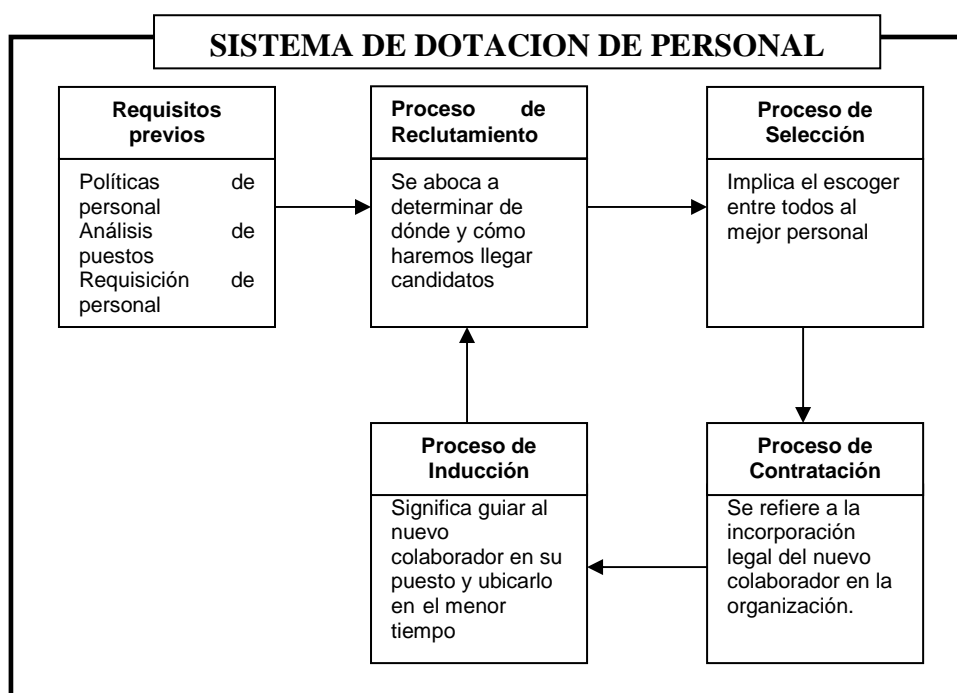 SISTEMA DE DOTACION DE PERSONAL
Requisitos
previos
Políticas de
personal
Análisis de
puestos
Requisición de
personal
Proceso de
Reclutamiento
Se aboca a
determinar de
dónde y cómo
haremos llegar
candidatos
Proceso de
Selección
Implica el escoger
entre todos al
mejor personal
Proceso de
Contratación
Se refiere a la
incorporación
legal del nuevo
colaborador en la
organización.
Proceso de
Inducción
Significa guiar al
nuevo
colaborador en su
puesto y ubicarlo
en el menor
tiempo